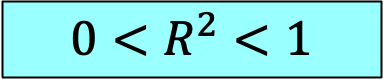 0 < R² < 1